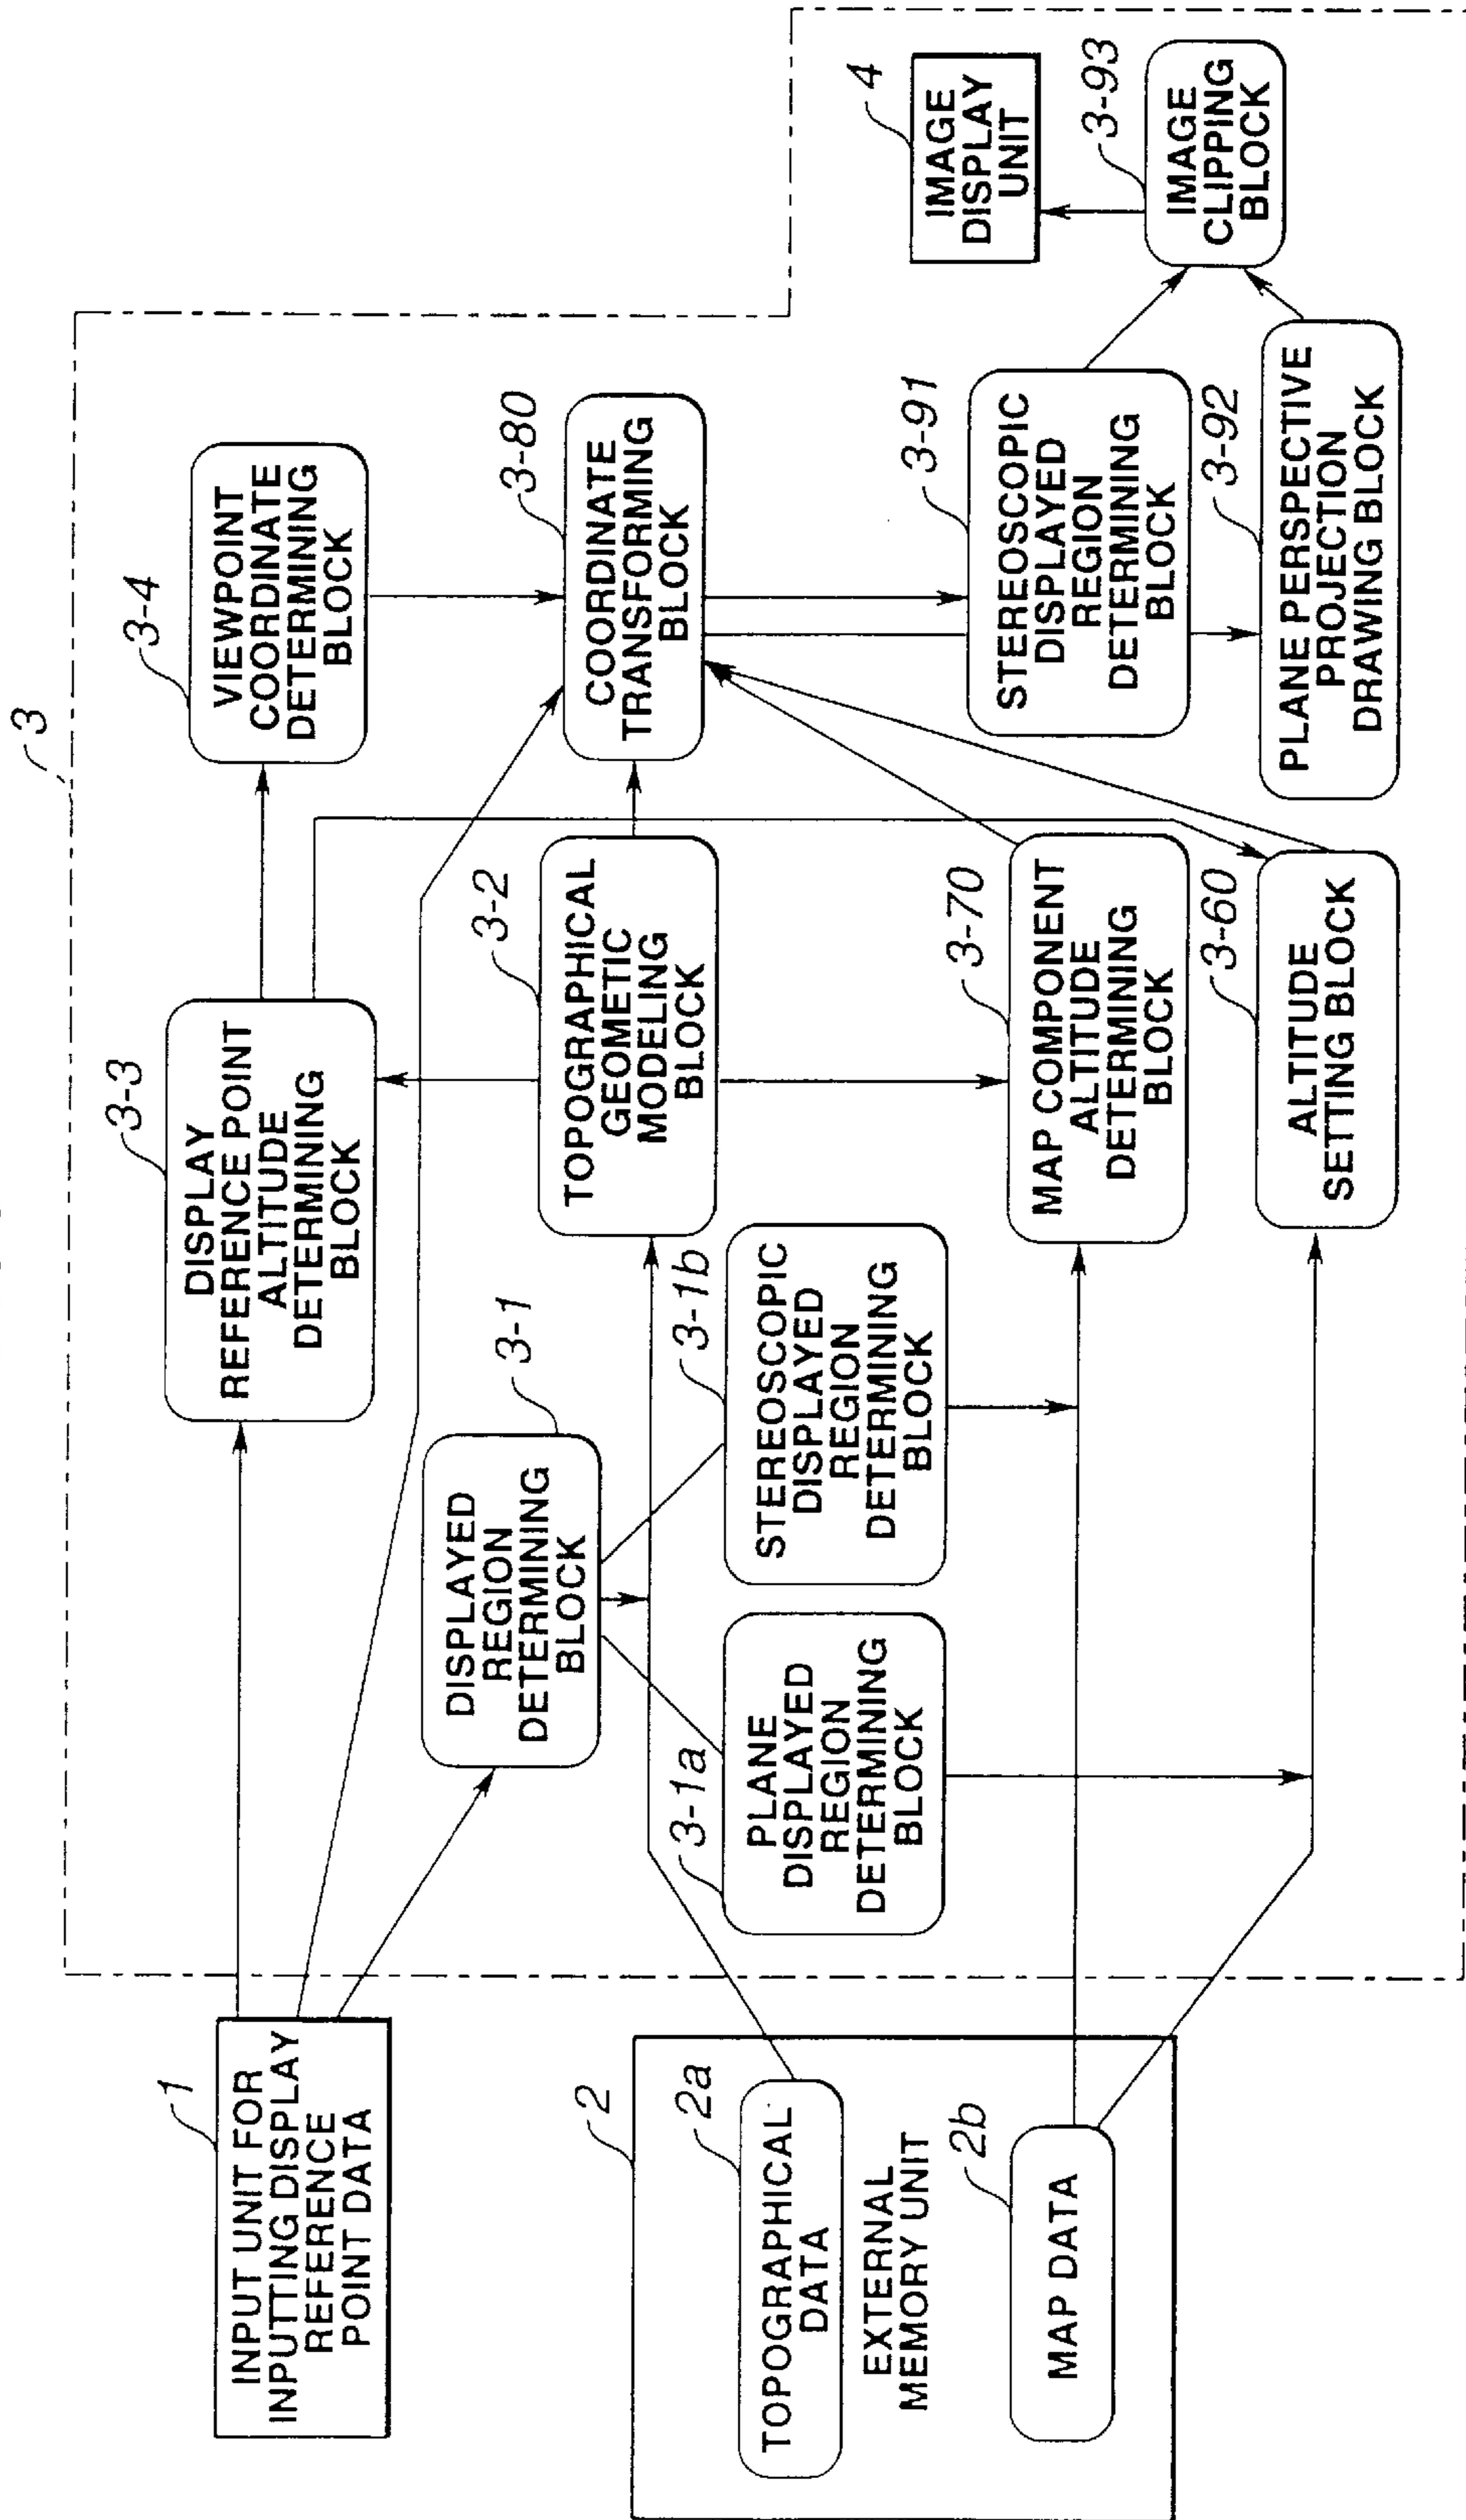 3
1
INPUT UNIT FOR
INPUTTING DISPLAY
REFERENCE
POINT DATA
3-3
DISPLAY
REFERENCE POINT
ALTITUDE
DETERMINING
BLOCK
3-4
VIEWPOINT
COORDINATE
DETERMINING
BLOCK
3-1
DISPLAYED
REGION
DETERMINING
BLOCK
3-2
TOPOGRAPHICAL
GEOMETIC
MODELING
BLOCK
3-80
COORDINATE
TRANSFORMING
BLOCK
2
2a
TOPOGRAPHICAL
DATA
EXTERNAL
MEMORY UNIT
2b
MAP DATA
3-1a
PLANE
DISPLAYED
REGION
DETERMINING
BLOCK
3-1b
STEREOSCOPIC
DISPLAYED
REGION
DETERMINING
BLOCK
3-70
MAP COMPONENT
ALTITUDE
DETERMINING
BLOCK
3-60
ALTITUDE
SETTING BLOCK
3-91
STEREOSCOPIC
DISPLAYED
REGION
DETERMINING
BLOCK
3-92
PLANE PERSPECTIVE
PROJECTION
DRAWING BLOCK
4
IMAGE
DISPLAY
UNIT
3-93
IMAGE
CLIPPING
BLOCK